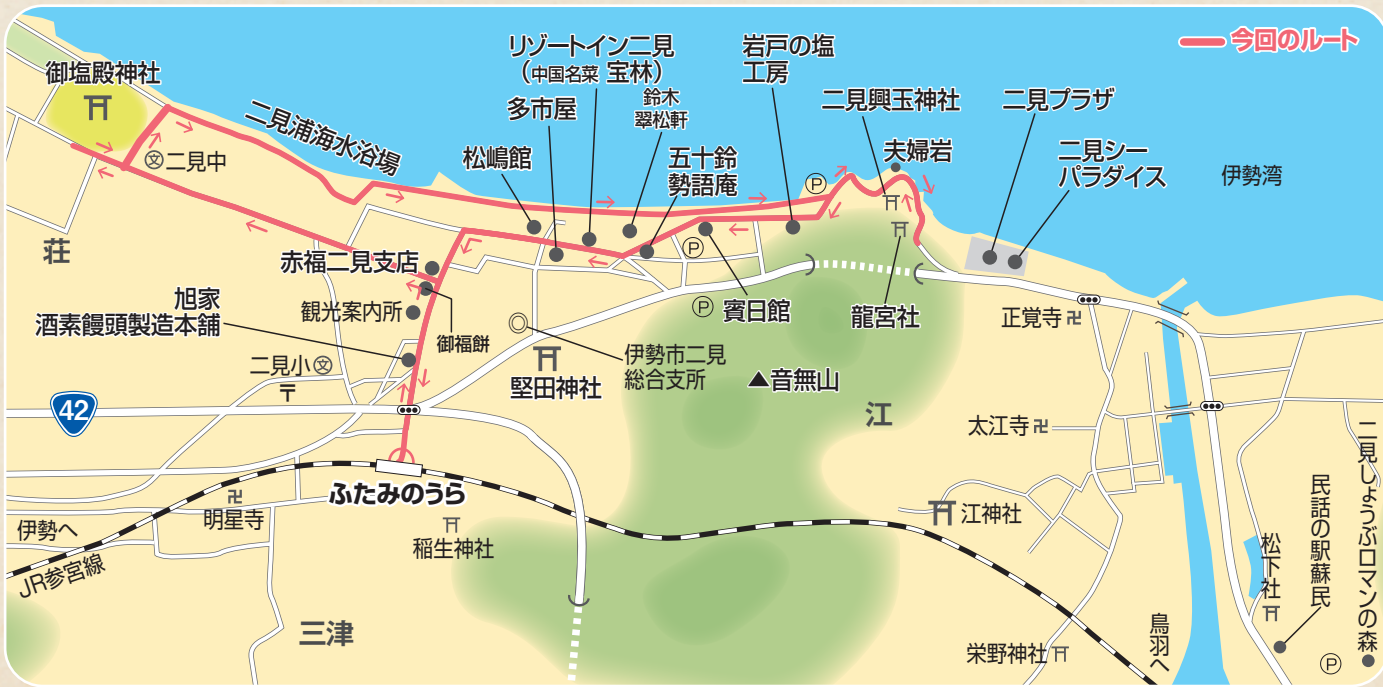 今回のルート
御塩殿神社
二見浦海水浴場
文
二見中
リゾートイン二見
（中国名菜 宝林）
多市屋
鈴木
翠松軒
松嶋館
五十鈴
勢語庵
岩戸の塩
工房
P
二見興玉神社
夫婦岩
二見プラザ
二見シー
パラダイス
伊勢湾
荘
赤福二見支店
旭家
酒素饅頭製造本舗
観光案内所
御福餅
二見小
文
〒
42
P
P
賓日館
龍宮社
正覚寺
卍
伊勢市二見
総合支所
堅田神社
▲音無山
江
太江寺
卍
ふたみのうら
卍
明星寺
伊勢へ
JR参宮線
稲生神社
三津
江神社
栄野神社
鳥羽へ
松下社
民話の駅蘇民
二見しょうぶロマンの森
P